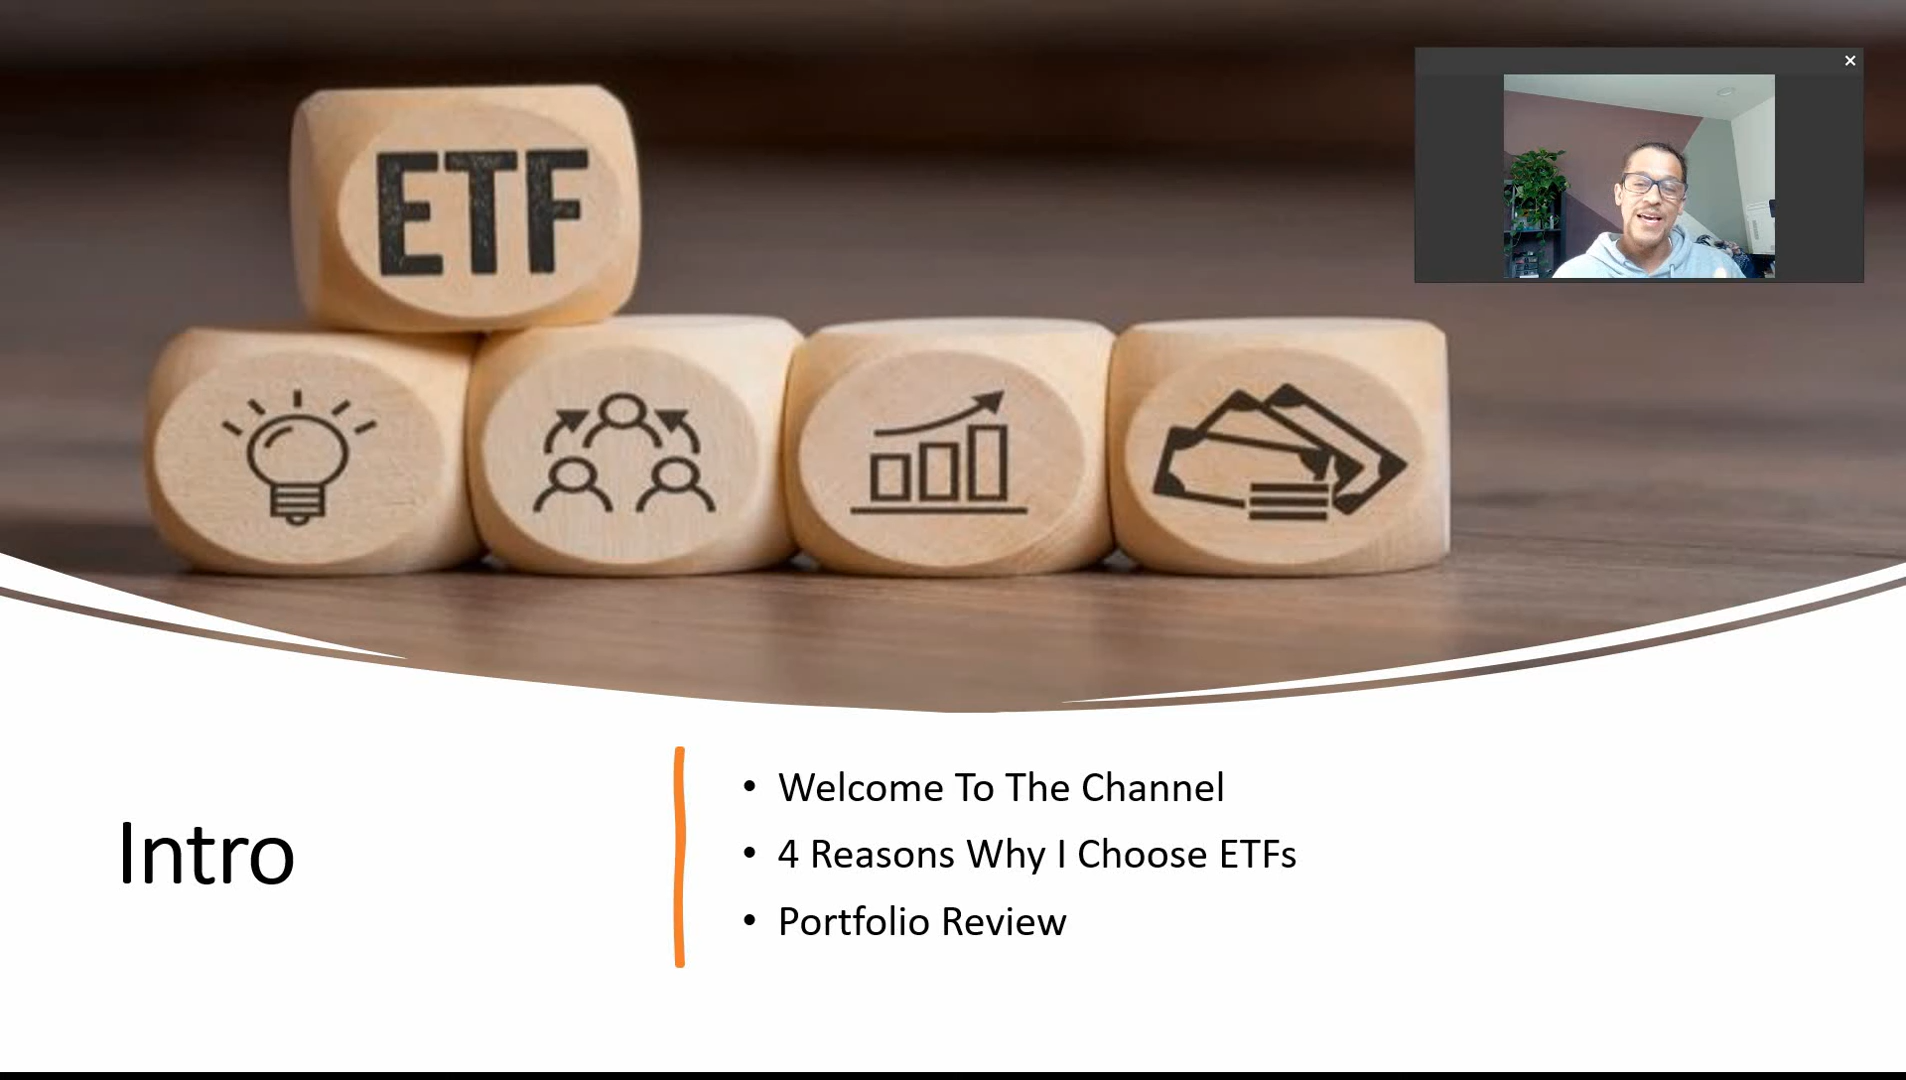 ETF
Intro
• Welcome To The Channel
• 4 Reasons Why I Choose ETFs
• Portfolio Review